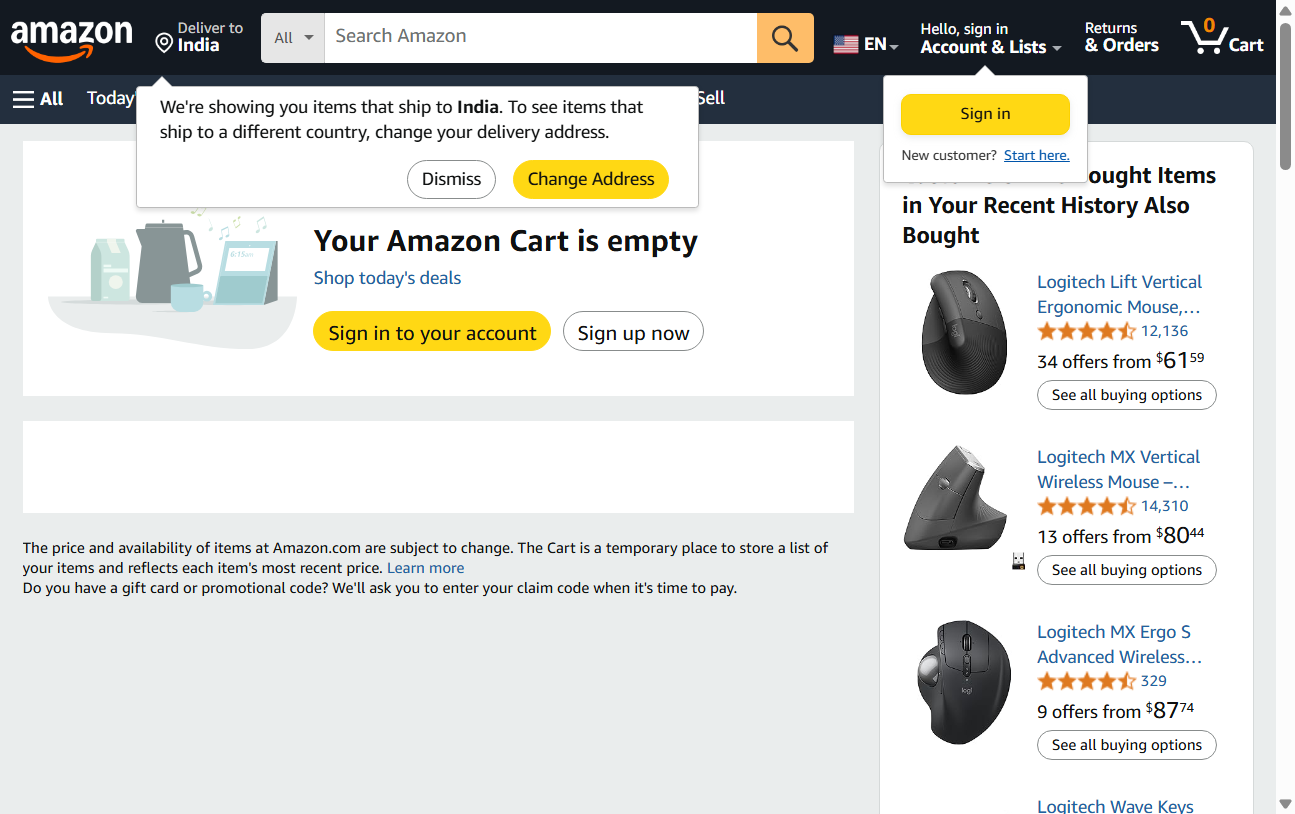 amazon
Deliver to
India
All
Search Amazon
EN
Hello, sign in
Account & Lists
Returns
& Orders
0
Cart
All
Today'
Sell
We're showing you items that ship to India. To see items that
ship to a different country, change your delivery address.
Dismiss
Change Address
Sign in
New customer? Start here.
6:15am
Your Amazon Cart is empty
Shop today's deals
Sign in to your account
Sign up now
The price and availability of items at Amazon.com are subject to change. The Cart is a temporary place to store a list of
your items and reflects each item's most recent price. Learn more
Do you have a gift card or promotional code? We'll ask you to enter your claim code when it's time to pay.
ought Items
in Your Recent History Also
Bought
Logitech Lift Vertical
Ergonomic Mouse,…
12,136
34 offers from $61 59
See all buying options
Logitech MX Vertical
Wireless Mouse –…
14,310
13 offers from $80 44
See all buying options
logi
Logitech MX Ergo S
Advanced Wireless…
329
9 offers from $87 74
See all buying options
Logitech Wave Keys